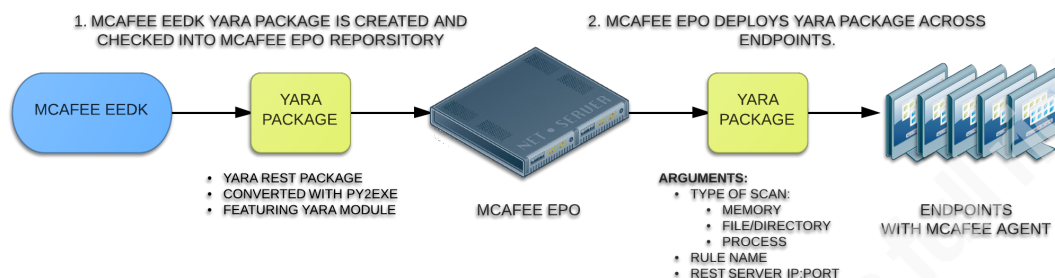 1. MCAFEE EEDK YARA PACKAGE IS CREATED AND
CHECKED INTO MCAFEE EPO REPORSITORY
2. MCAFEE EPO DEPLOYS YARA PACKAGE ACROSS
ENDPOINTS.
MCAFEE EEDK
YARA
PACKAGE
NET • SERVER
YARA
PACKAGE
• YARA REST PACKAGE
• CONVERTED WITH PY2EXE
• FEATURING YARA MODULE
MCAFEE EPO
ARGUMENTS:
• TYPE OF SCAN:
• MEMORY
• FILE/DIRECTORY
• PROCESS
• RULE NAME
• REST SERVER IP:PORT
ENDPOINTS
WITH MCAFEE AGENT